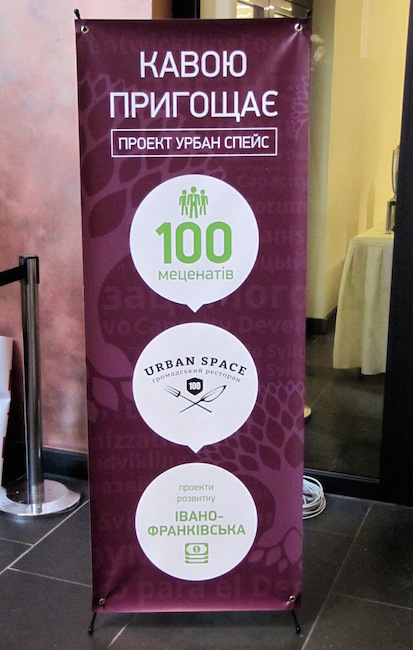 КАВОЮ
ПРИГОЩАЄ
ПРОЕКТ УРБАН СПЕЙС
100
меценатів
URBAN SPACE
громадський ресторан
100
проекти
розвитку
ІВАНО-
ФРАНКІВСЬКА